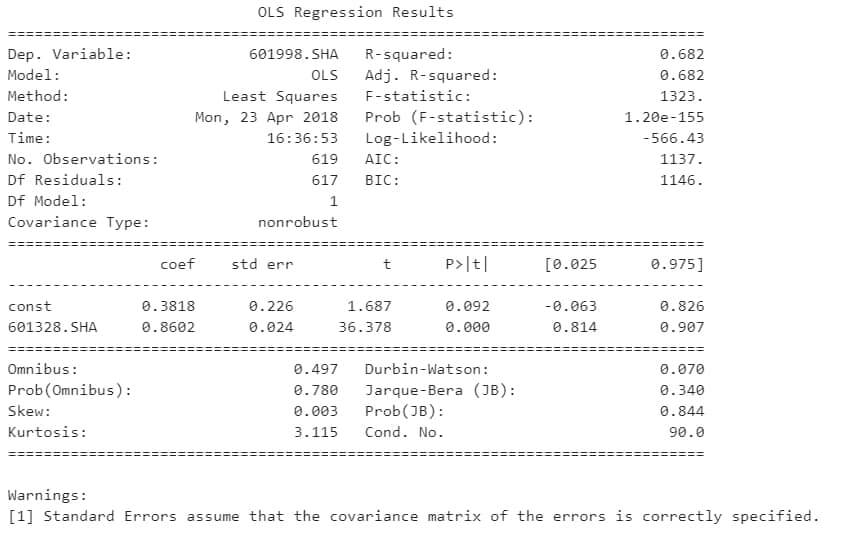 OLS Regression Results
==============================================================================
Dep. Variable: 601998.SHA R-squared: 0.682
Model: OLS Adj. R-squared: 0.682
Method: Least Squares F-statistic: 1323.
Date: Mon, 23 Apr 2018 Prob (F-statistic): 1.20e-155
Time: 16:36:53 Log-Likelihood: -566.43
No. Observations: 619 AIC: 1137.
Df Residuals: 617 BIC: 1146.
Df Model: 1
Covariance Type: nonrobust
==============================================================================
coef std err t P>|t| [0.025 0.975]
------------------------------------------------------------------------------
const 0.3818 0.226 1.687 0.092 -0.063 0.826
601328.SHA 0.8602 0.024 36.378 0.000 0.814 0.907
==============================================================================
Omnibus: 0.497 Durbin-Watson: 0.070
Prob(Omnibus): 0.780 Jarque-Bera (JB): 0.340
Skew: 0.003 Prob(JB): 0.844
Kurtosis: 3.115 Cond. No. 90.0
==============================================================================
Warnings:
[1] Standard Errors assume that the covariance matrix of the errors is correctly specified.